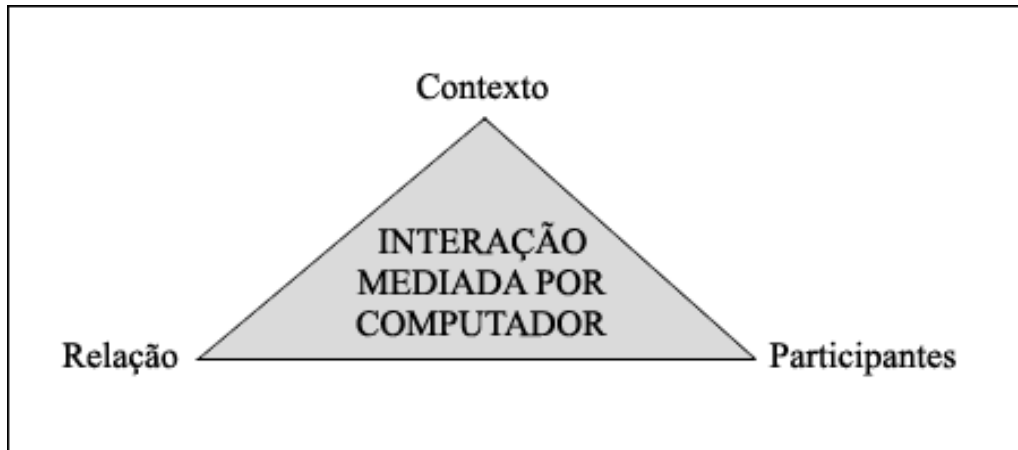 Contexto
INTERAÇÃO
MEDIADA POR
COMPUTADOR
Relação
Participantes